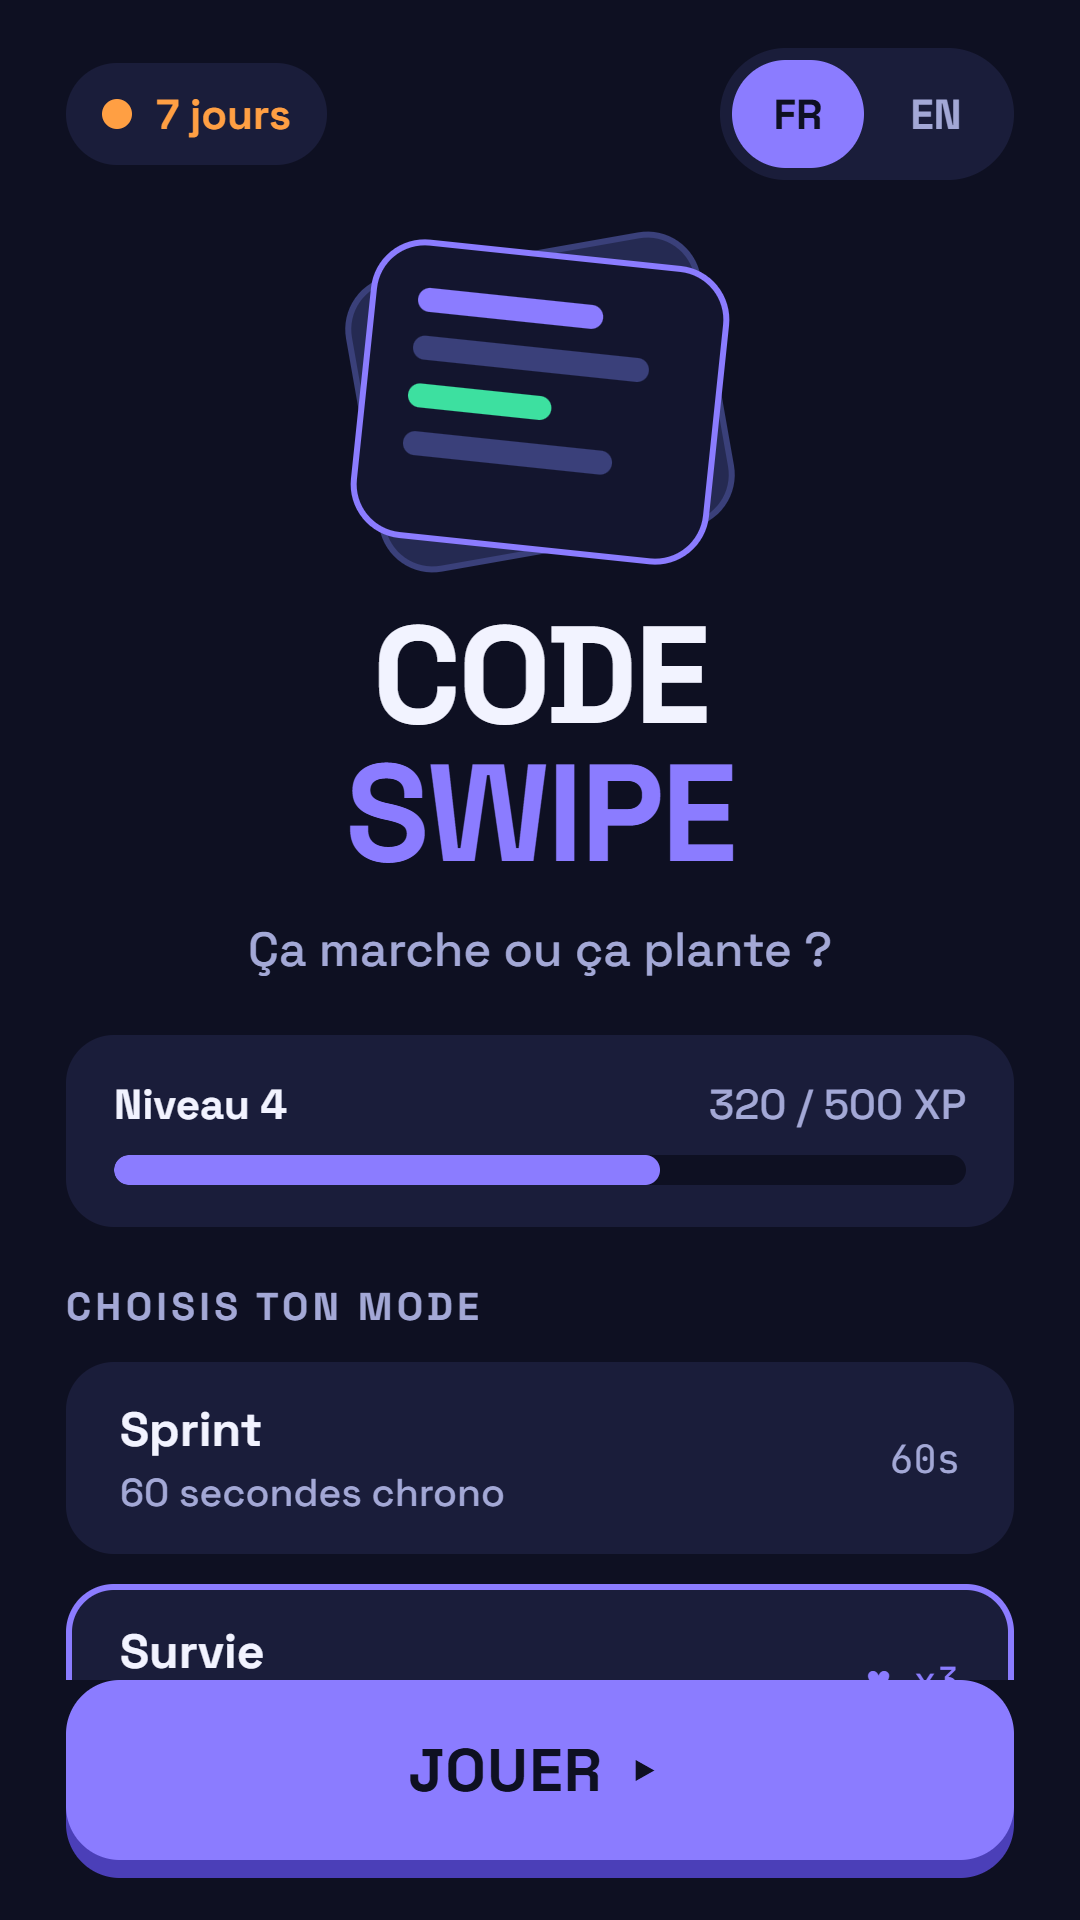 7 jours
FR
EN
CODE
SWIPE
Ça marche ou ça plante ?
Niveau 4
320 / 500 XP
CHOISIS TON MODE
Sprint
60 secondes chrono
60s
Survie
♥ x3
JOUER ▸